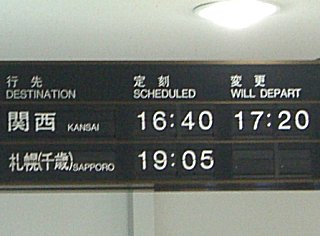 行先 定刻 変更
DESTINATION SCHEDULED WILL DEPART
関西 KANSAI 16:40 17:20
札幌(千歳) SAPPORO 19:05